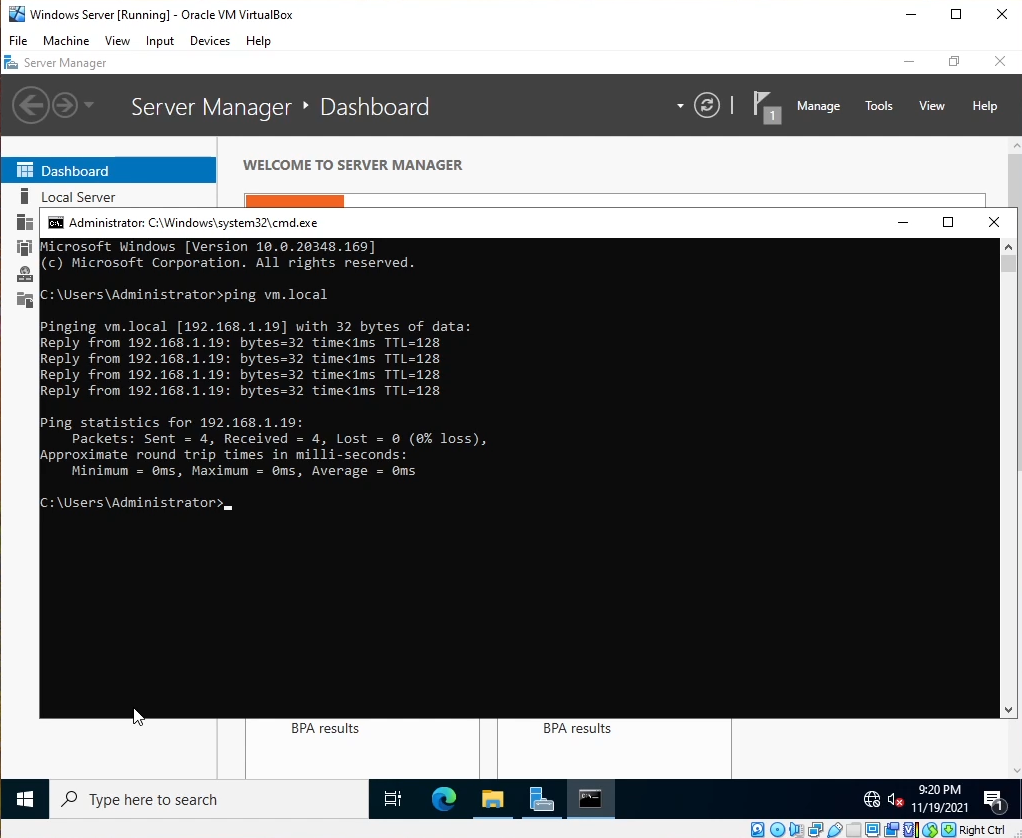 Windows Server [Running] - Oracle VM VirtualBox
File Machine View Input Devices Help
Server Manager
Server Manager Dashboard
1 Manage Tools View Help
Dashboard
WELCOME TO SERVER MANAGER
Local Server
Administrator: C:\Windows\system32\cmd.exe
Microsoft Windows [Version 10.0.20348.169]
(c) Microsoft Corporation. All rights reserved.
C:\Users\Administrator>ping vm.local
Pinging vm.local [192.168.1.19] with 32 bytes of data:
Reply from 192.168.1.19: bytes=32 time<1ms TTL=128
Reply from 192.168.1.19: bytes=32 time<1ms TTL=128
Reply from 192.168.1.19: bytes=32 time<1ms TTL=128
Reply from 192.168.1.19: bytes=32 time<1ms TTL=128
Ping statistics for 192.168.1.19:
Packets: Sent = 4, Received = 4, Lost = 0 (0% loss),
Approximate round trip times in milli-seconds:
Minimum = 0ms, Maximum = 0ms, Average = 0ms
C:\Users\Administrator>
BPA results BPA results
Type here to search
9:20 PM
11/19/2021
1
Right Ctrl